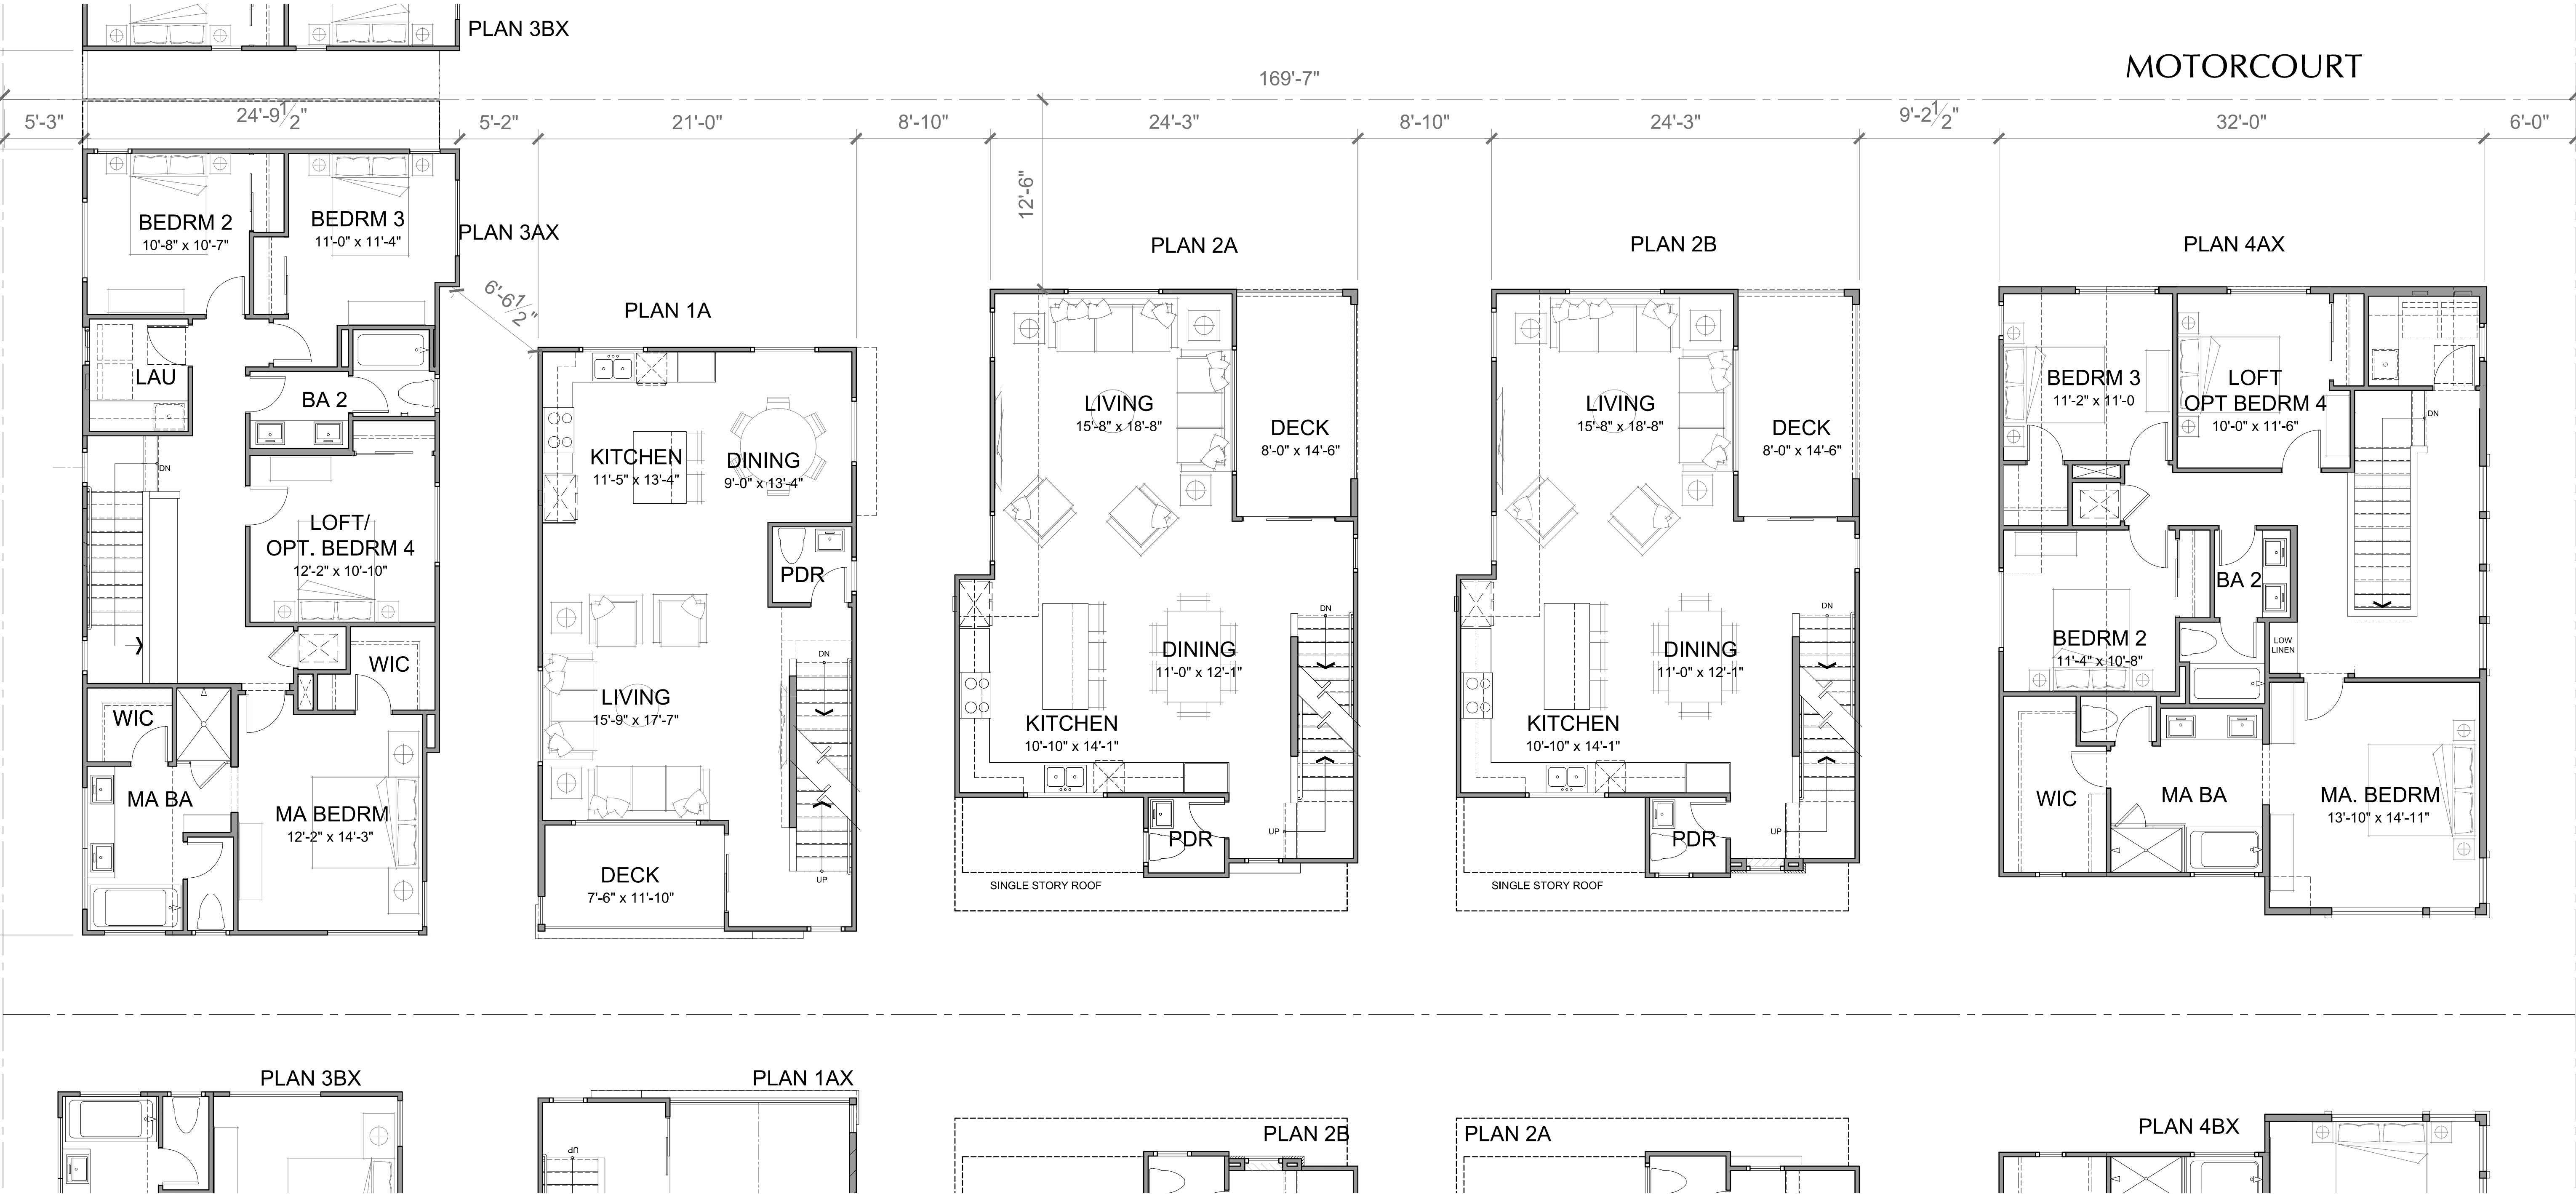 PLAN 3BX
MOTORCOURT
169'-7"
5'-3"
24'-9 1/2"
5'-2"
21'-0"
8'-10"
24'-3"
8'-10"
24'-3"
9'-2 1/2"
32'-0"
6'-0"
12'-6"
6'-6 1/2"
PLAN 3AX
BEDRM 2
10'-8" x 10'-7"
BEDRM 3
11'-0" x 11'-4"
LAU
BA 2
DN
LOFT/
OPT. BEDRM 4
12'-2" x 10'-10"
WIC
WIC
MA BA
MA BEDRM
12'-2" x 14'-3"
PLAN 1A
KITCHEN
11'-5" x 13'-4"
DINING
9'-0" x 13'-4"
PDR
DN
LIVING
15'-9" x 17'-7"
DECK
7'-6" x 11'-10"
UP
PLAN 2A
LIVING
15'-8" x 18'-8"
DECK
8'-0" x 14'-6"
DN
DINING
11'-0" x 12'-1"
KITCHEN
10'-10" x 14'-1"
UP
PDR
SINGLE STORY ROOF
PLAN 2B
LIVING
15'-8" x 18'-8"
DECK
8'-0" x 14'-6"
DN
DINING
11'-0" x 12'-1"
KITCHEN
10'-10" x 14'-1"
UP
PDR
SINGLE STORY ROOF
PLAN 4AX
BEDRM 3
11'-2" x 11'-0
LOFT
OPT BEDRM 4
10'-0" x 11'-6"
DN
BA 2
BEDRM 2
11'-4" x 10'-8"
LOW
LINEN
WIC
MA BA
MA. BEDRM
13'-10" x 14'-11"
PLAN 3BX
PLAN 1AX
UP
PLAN 2B
PLAN 2A
PLAN 4BX